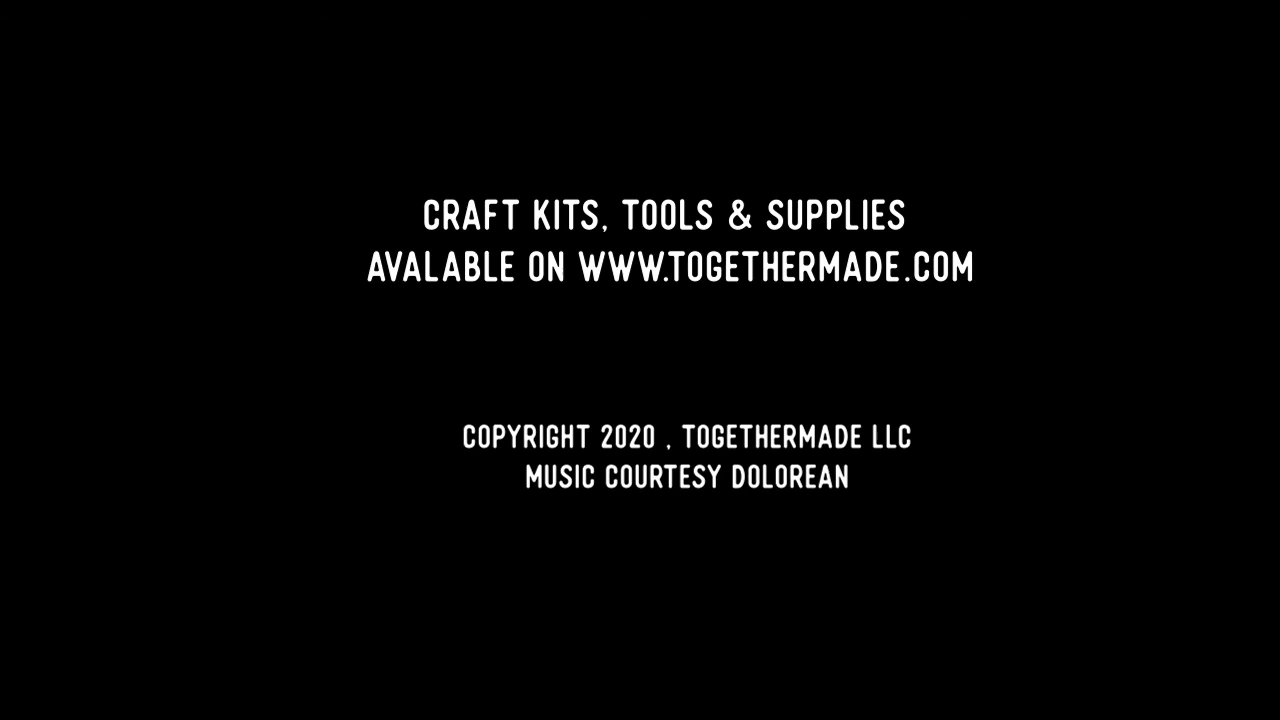 CRAFT KITS, TOOLS & SUPPLIES
AVALABLE ON WWW.TOGETHERMADE.COM
COPYRIGHT 2020 , TOGETHERMADE LLC
MUSIC COURTESY DOLOREAN